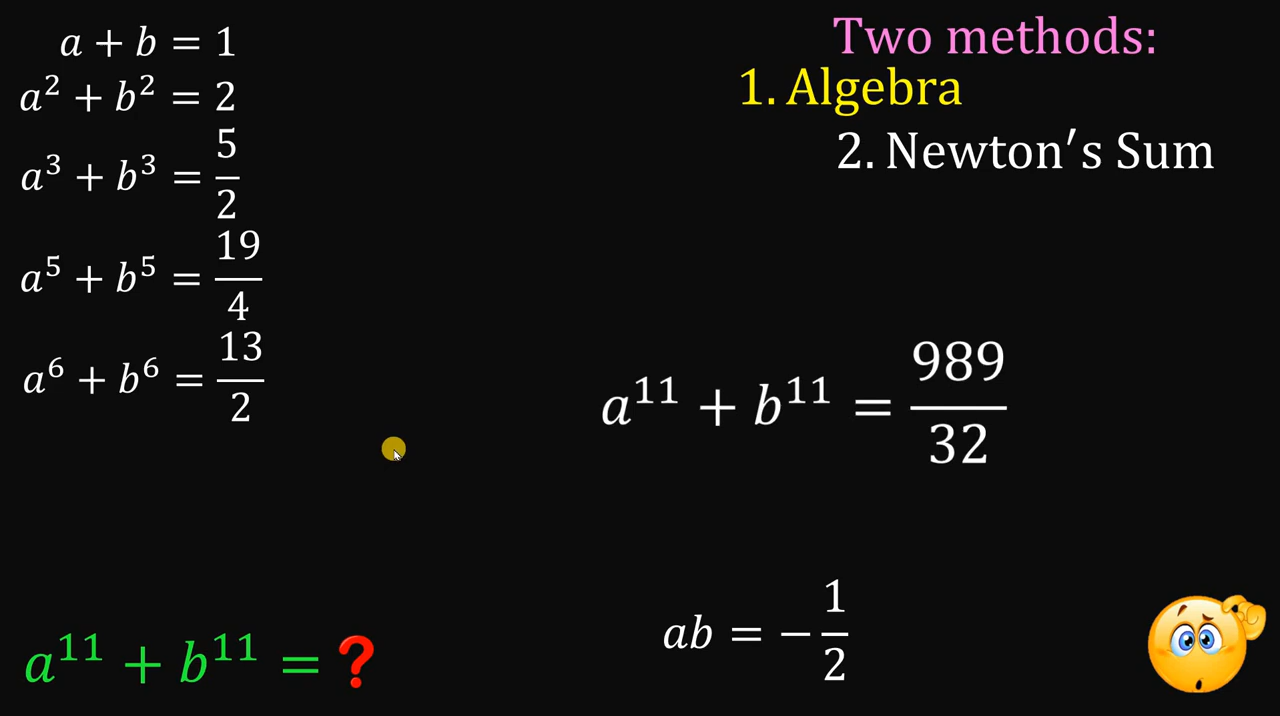 a + b = 1
a² + b² = 2
a³ + b³ = 5/2
a⁵ + b⁵ = 19/4
a⁶ + b⁶ = 13/2
a¹¹ + b¹¹ = ?
Two methods:
1. Algebra
2. Newton′s Sum
a¹¹ + b¹¹ = 989/32
ab = −1/2